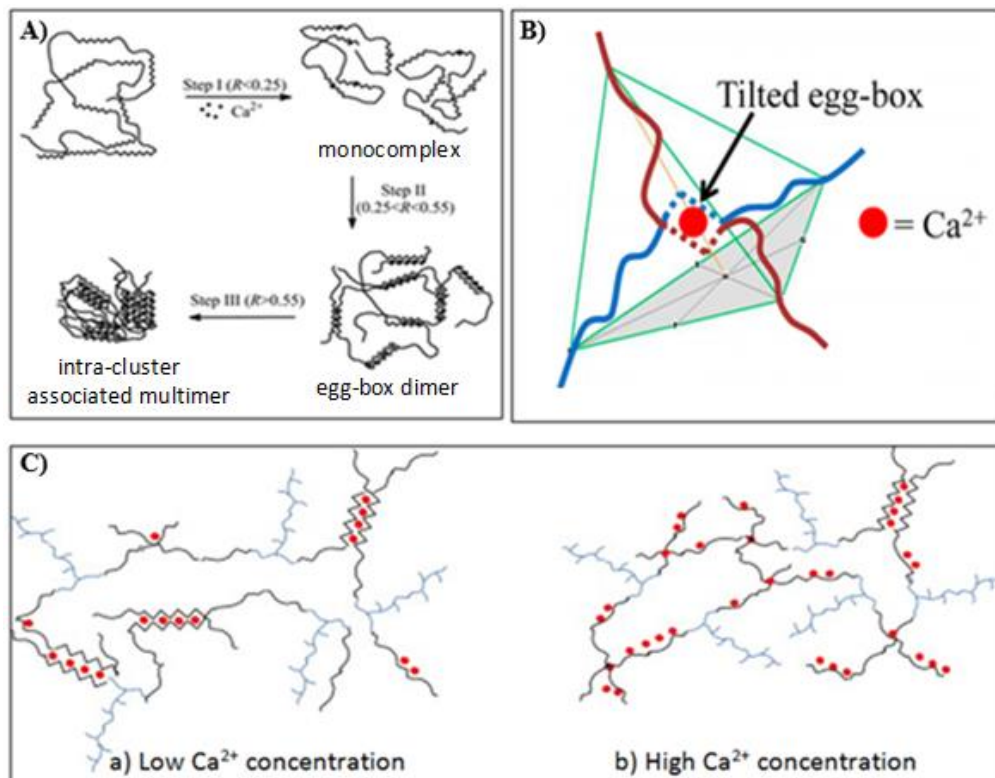 A)
Step I (R<0.25)
Ca²⁺
monocomplex
Step II
(0.25<R<0.55)
Step III (R>0.55)
intra-cluster
associated multimer
egg-box dimer
B)
Tilted egg-box
= Ca²⁺
C)
a) Low Ca²⁺ concentration
b) High Ca²⁺ concentration